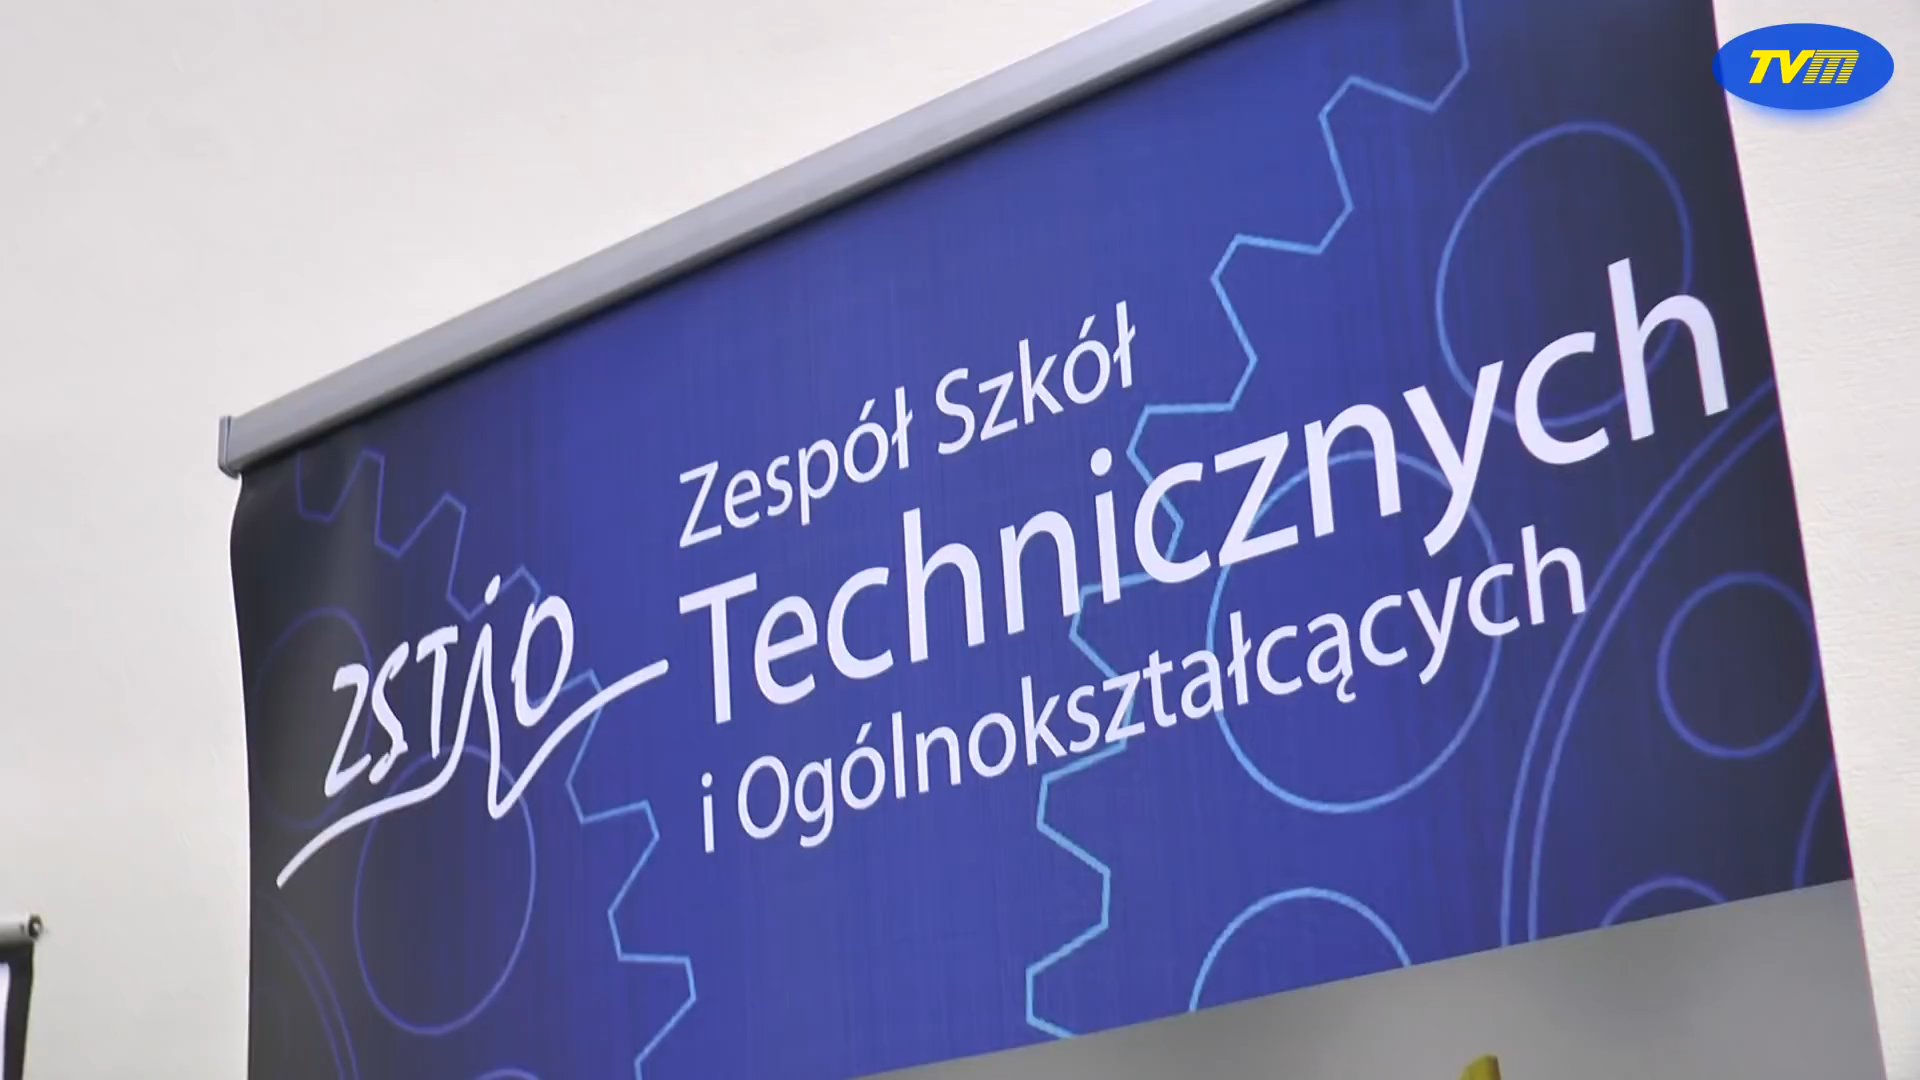 TVM
Zespół Szkół
Technicznych
i Ogólnokształcących
ZSTiO